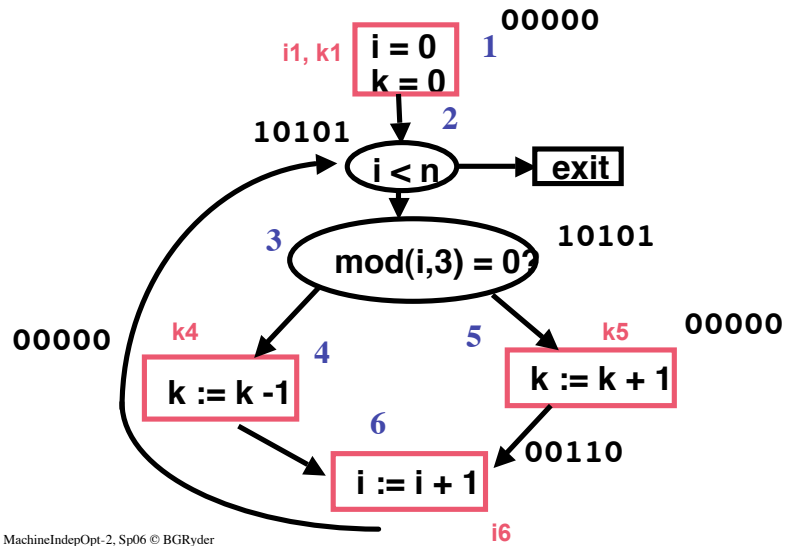 00000
i1, k1
i = 0
k = 0
1
2
10101
i < n
exit
3
mod(i,3) = 0?
10101
00000
k4
4
5
k5
00000
k := k -1
k := k + 1
6
00110
i := i + 1
i6
MachineIndepOpt-2, Sp06 © BGRyder